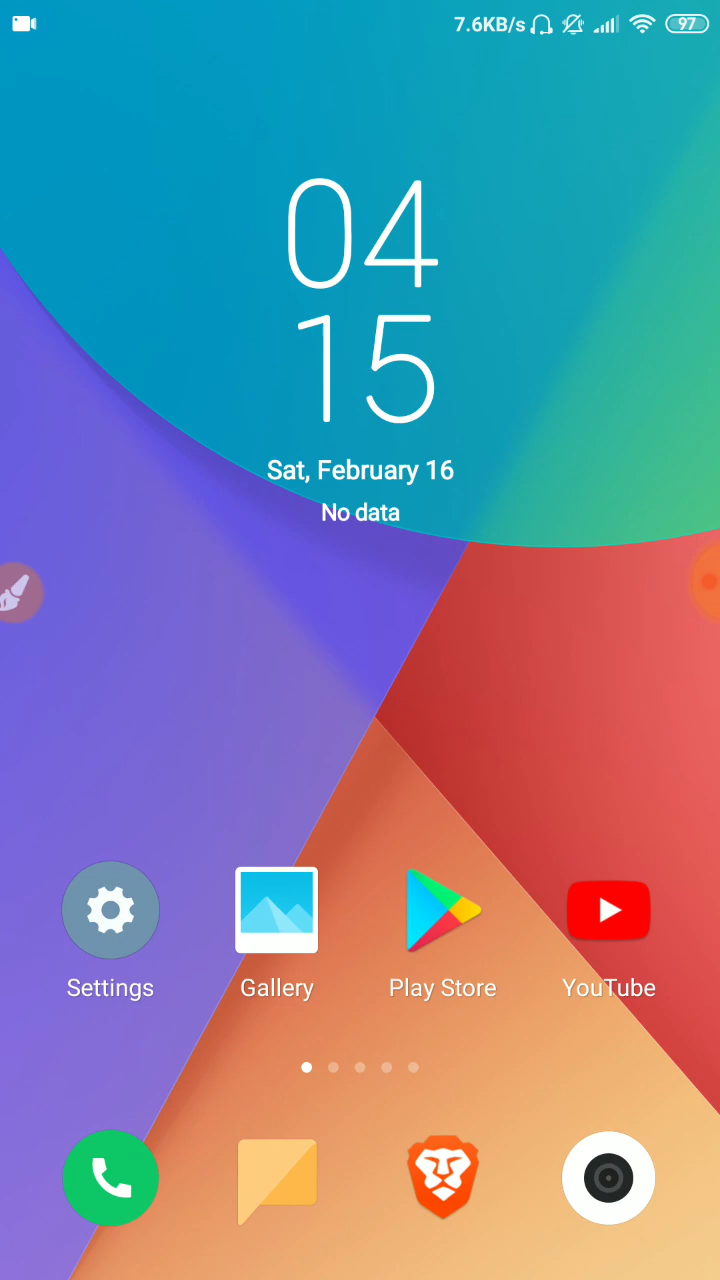 7.6KB/s 97
04
15
Sat, February 16
No data
Settings Gallery Play Store YouTube